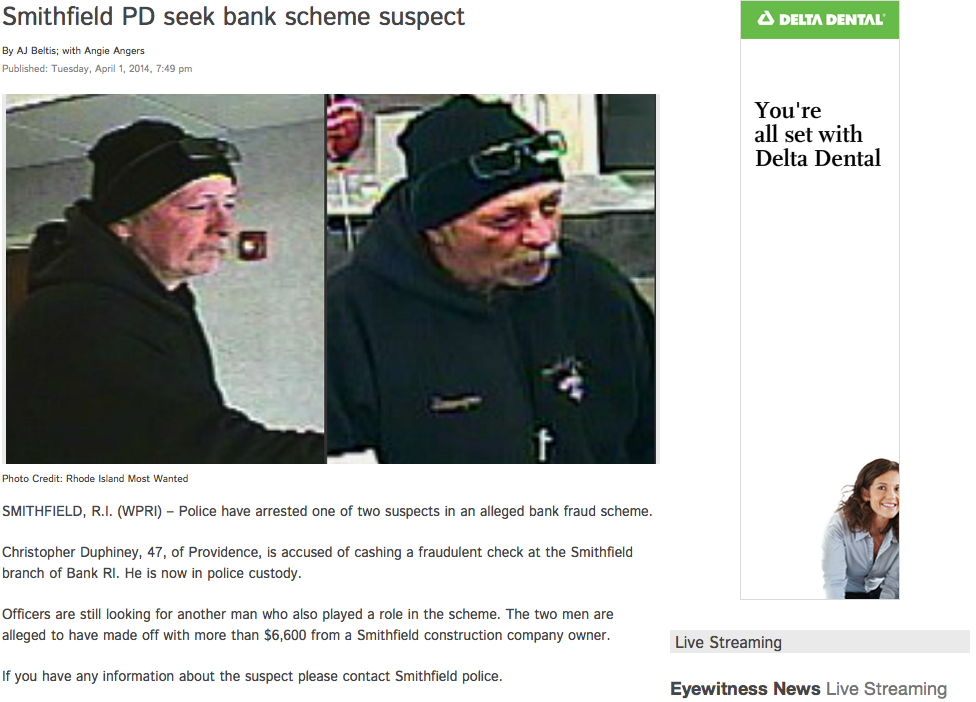 Smithfield PD seek bank scheme suspect
By AJ Beltis; with Angie Angers
Published: Tuesday, April 1, 2014, 7:49 pm
Photo Credit: Rhode Island Most Wanted
SMITHFIELD, R.I. (WPRI) – Police have arrested one of two suspects in an alleged bank fraud scheme.
Christopher Duphiney, 47, of Providence, is accused of cashing a fraudulent check at the Smithfield
branch of Bank RI. He is now in police custody.
Officers are still looking for another man who also played a role in the scheme. The two men are
alleged to have made off with more than $6,600 from a Smithfield construction company owner.
If you have any information about the suspect please contact Smithfield police.
DELTA DENTAL
You're
all set with
Delta Dental
Live Streaming
Eyewitness News Live Streaming